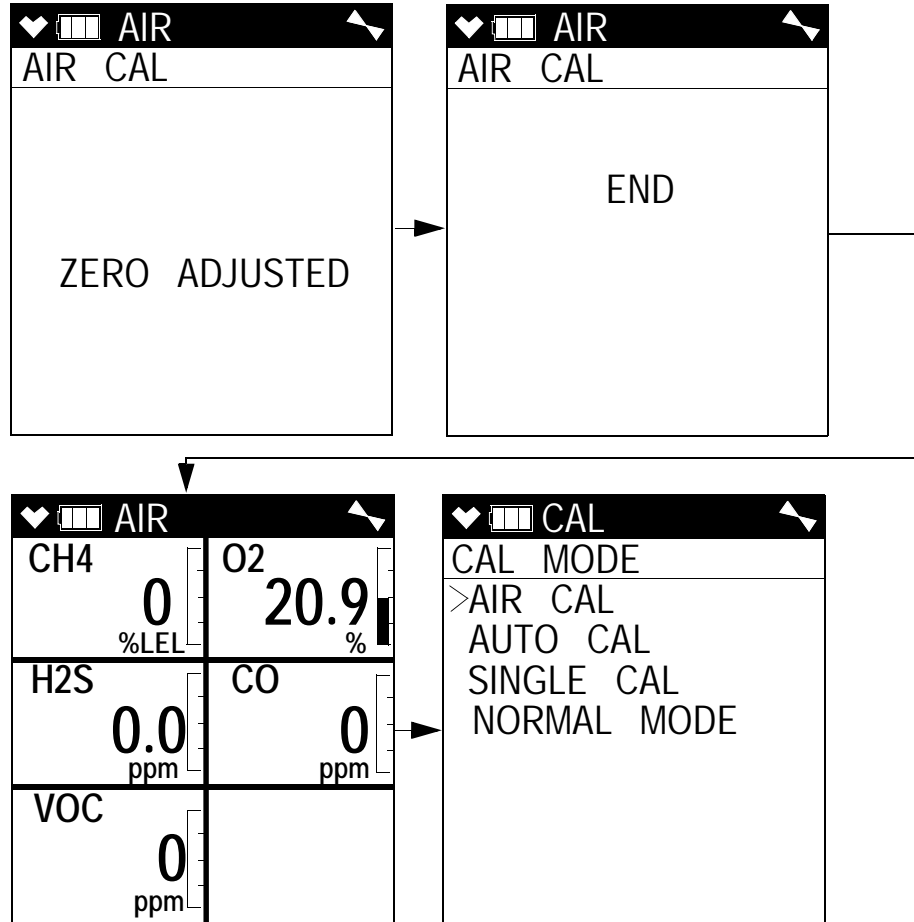 AIR
AIR CAL
ZERO ADJUSTED
AIR
AIR CAL
END
AIR
CH4
0
%LEL
O2
20.9
%
H2S
0.0
ppm
CO
0
ppm
VOC
0
ppm
CAL
CAL MODE
>AIR CAL
AUTO CAL
SINGLE CAL
NORMAL MODE